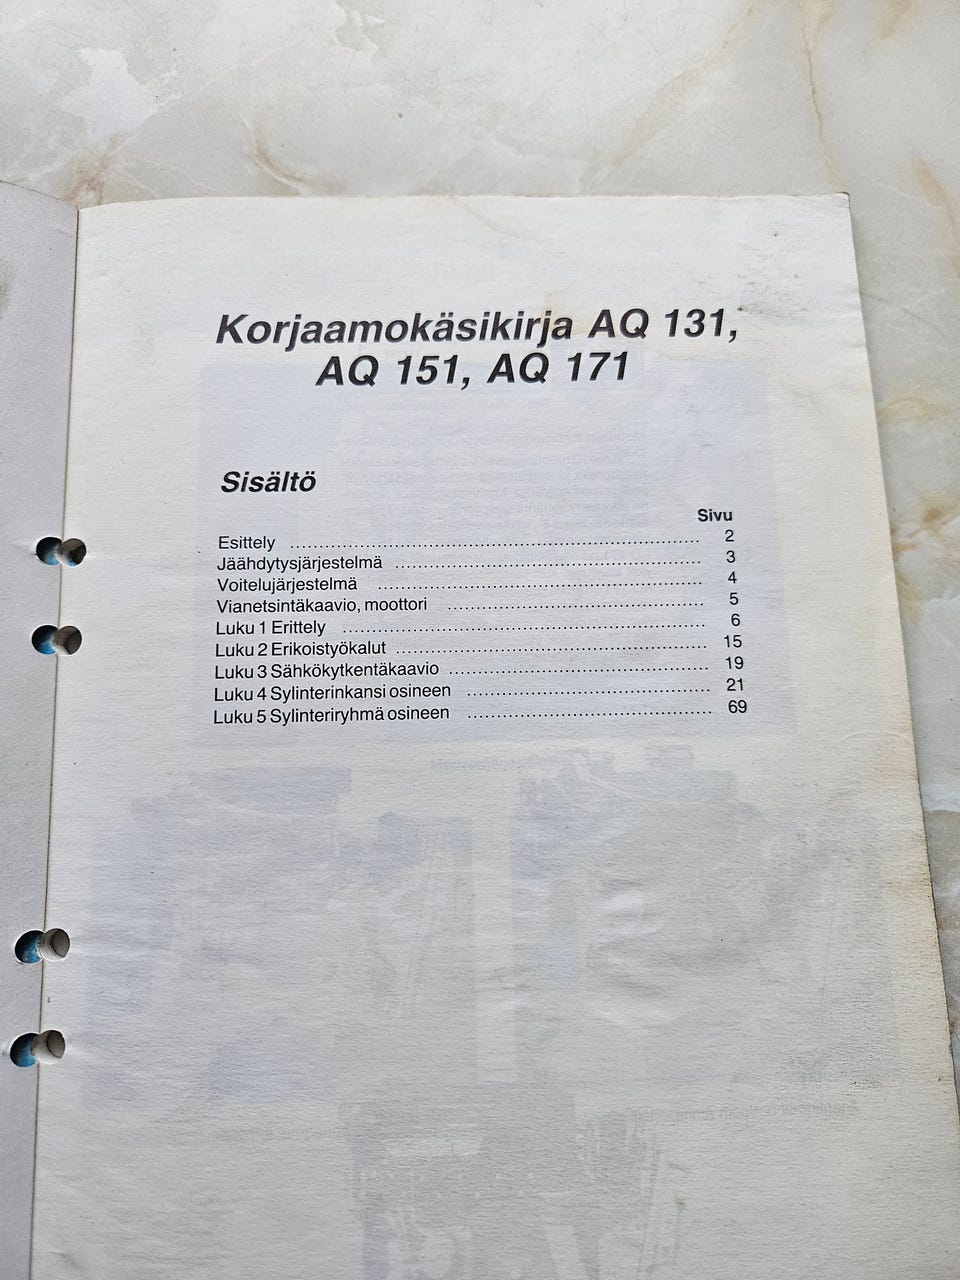 Korjaamokäsikirja AQ 131,
AQ 151, AQ 171
Sisältö
Sivu
Esittely ........................................ 2
Jäähdytysjärjestelmä ........................................ 3
Voitelujärjestelmä ........................................ 4
Vianetsintäkaavio, moottori ........................................ 5
Luku 1 Erittely ........................................ 6
Luku 2 Erikoistyökalut ........................................ 15
Luku 3 Sähkökytkentäkaavio ........................................ 19
Luku 4 Sylinterinkansi osineen ........................................ 21
Luku 5 Sylinteriryhmä osineen ........................................ 69